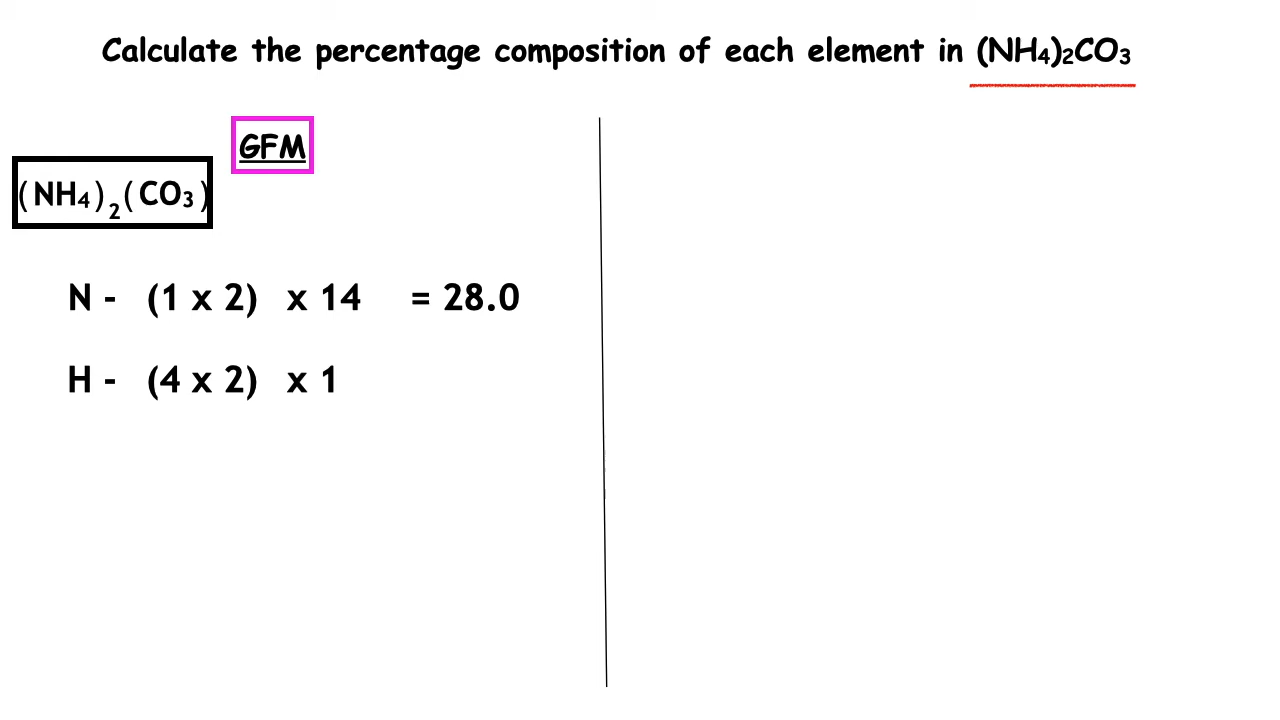 Calculate the percentage composition of each element in (NH₄)₂CO₃
GFM
(NH₄)₂(CO₃)
N - (1 x 2) x 14 = 28.0
H - (4 x 2) x 1